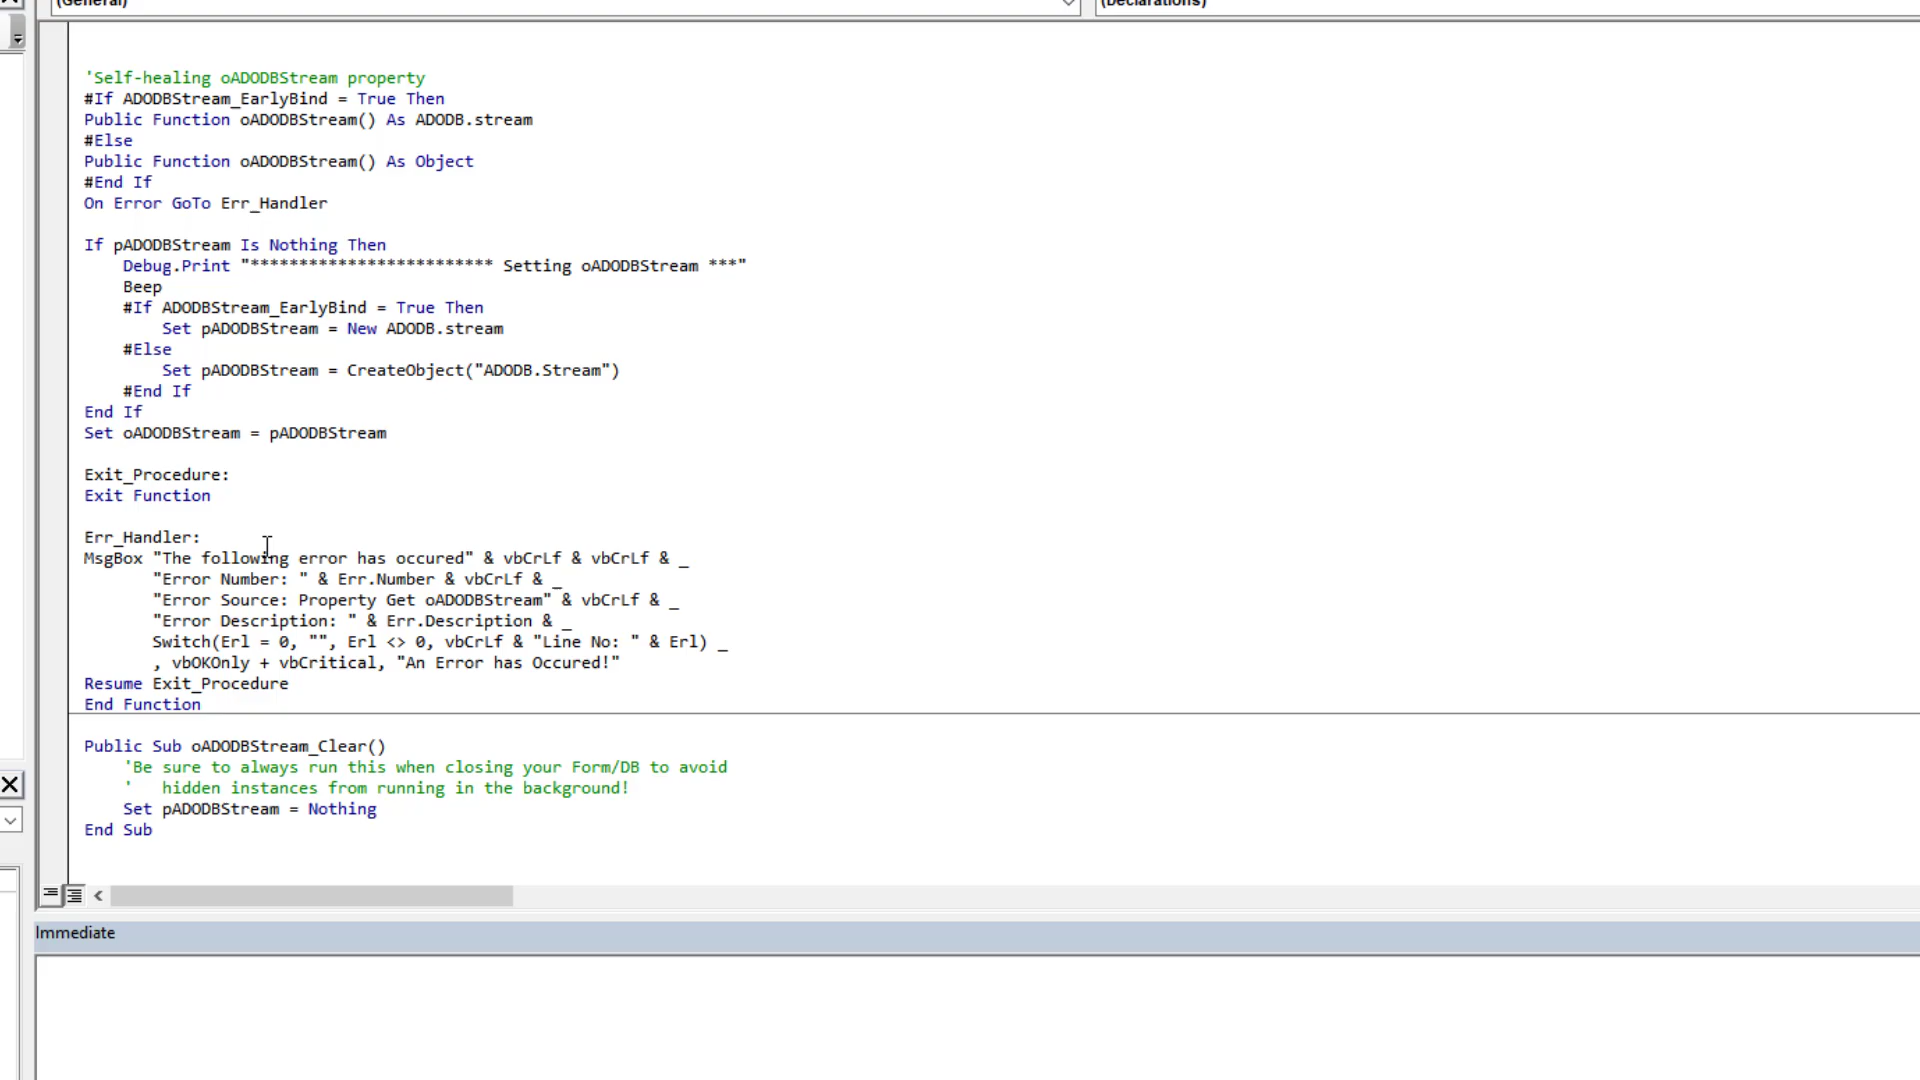 (General)
(Declarations)
'Self-healing oADODBStream property
#If ADODBStream_EarlyBind = True Then
Public Function oADODBStream() As ADODB.stream
#Else
Public Function oADODBStream() As Object
#End If
On Error GoTo Err_Handler
If pADODBStream Is Nothing Then
    Debug.Print "************************* Setting oADODBStream ***"
    Beep
    #If ADODBStream_EarlyBind = True Then
        Set pADODBStream = New ADODB.stream
    #Else
        Set pADODBStream = CreateObject("ADODB.Stream")
    #End If
End If
Set oADODBStream = pADODBStream
Exit_Procedure:
Exit Function
Err_Handler:
MsgBox "The following error has occured" & vbCrLf & vbCrLf & _
       "Error Number: " & Err.Number & vbCrLf & _
       "Error Source: Property Get oADODBStream" & vbCrLf & _
       "Error Description: " & Err.Description & _
       Switch(Erl = 0, "", Erl <> 0, vbCrLf & "Line No: " & Erl) _
       , vbOKOnly + vbCritical, "An Error has Occured!"
Resume Exit_Procedure
End Function
Public Sub oADODBStream_Clear()
    'Be sure to always run this when closing your Form/DB to avoid
    '   hidden instances from running in the background!
    Set pADODBStream = Nothing
End Sub
Immediate